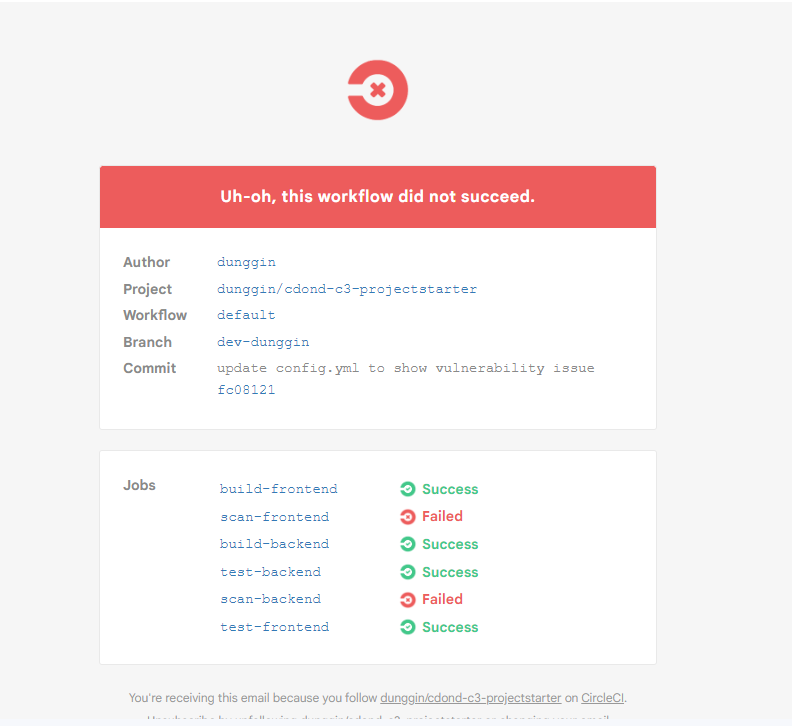 Uh-oh, this workflow did not succeed.
Author dunggin
Project dunggin/cdond-c3-projectstarter
Workflow default
Branch dev-dunggin
Commit update config.yml to show vulnerability issue
fc08121
Jobs build-frontend Success
scan-frontend Failed
build-backend Success
test-backend Success
scan-backend Failed
test-frontend Success
You're receiving this email because you follow dunggin/cdond-c3-projectstarter on CircleCI.